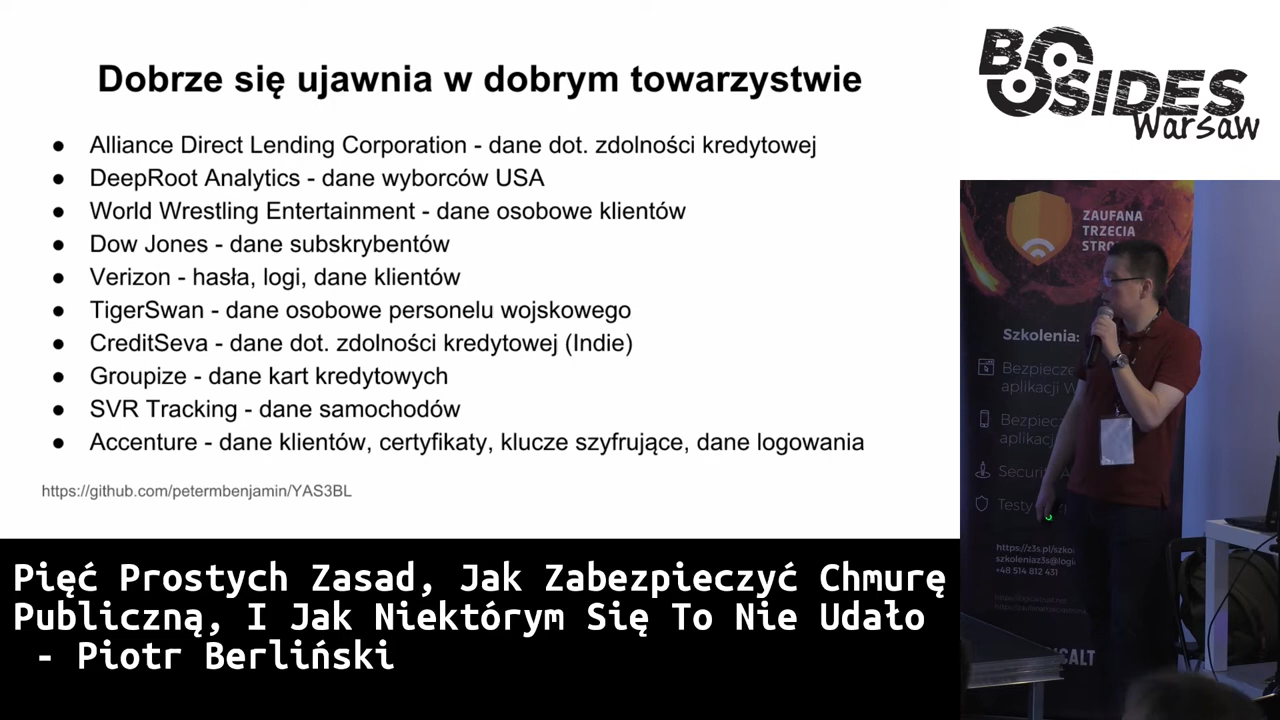 Dobrze się ujawnia w dobrym towarzystwie
● Alliance Direct Lending Corporation - dane dot. zdolności kredytowej
● DeepRoot Analytics - dane wyborców USA
● World Wrestling Entertainment - dane osobowe klientów
● Dow Jones - dane subskrybentów
● Verizon - hasła, logi, dane klientów
● TigerSwan - dane osobowe personelu wojskowego
● CreditSeva - dane dot. zdolności kredytowej (Indie)
● Groupize - dane kart kredytowych
● SVR Tracking - dane samochodów
● Accenture - dane klientów, certyfikaty, klucze szyfrujące, dane logowania
https://github.com/petermbenjamin/YAS3BL
Pięć Prostych Zasad, Jak Zabezpieczyć Chmurę
Publiczną, I Jak Niektórym Się To Nie Udało
- Piotr Berliński
BSIDES
Warsaw
ZAUFANA
TRZECIA
STRO
Szkolenia:
Bezpiecze
aplikacji W
Bezpiecz
aplikacji
Security A
Testy
https://z3s.pl/szko
szkoleniaz3s@logi
+48 514 812 431